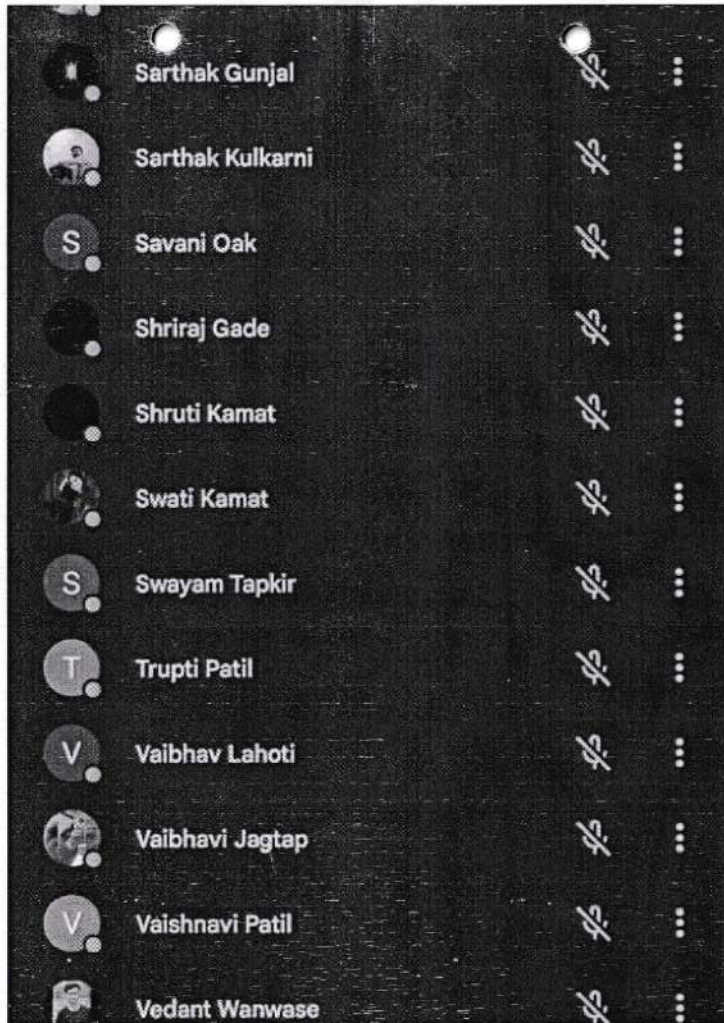 Sarthak Gunjal
Sarthak Kulkarni
S Savani Oak
Shriraj Gade
Shruti Kamat
Swati Kamat
S Swayam Tapkir
T Trupti Patil
V Vaibhav Lahoti
Vaibhavi Jagtap
V Vaishnavi Patil
Vedant Wanwase